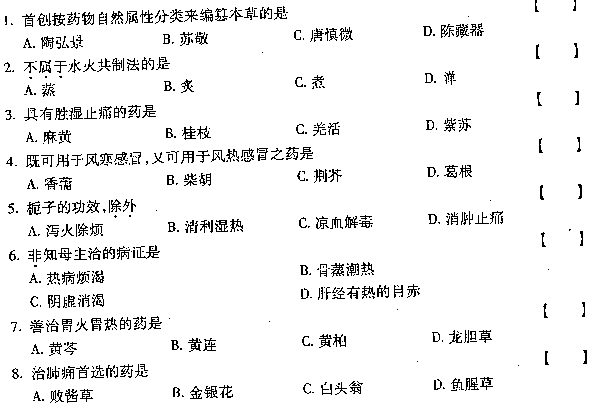 1. 首创按药物自然属性分类来编篡本草的是 【 】
A. 陶弘景 B. 苏敬 C. 唐慎微 D. 陈藏器
2. 不属于水火共制法的是 【 】
A. 蒸 B. 炙 C. 煮 D. 淬
3. 具有胜湿止痛的药是 【 】
A. 麻黄 B. 桂枝 C. 羌活 D. 紫苏
4. 既可用于风寒感冒,又可用于风热感冒之药是 【 】
A. 香薷 B. 柴胡 C. 荆芥 D. 葛根
5. 栀子的功效,除外 【 】
A. 泻火除烦 B. 清利湿热 C. 凉血解毒 D. 消肿止痛
6. 非知母主治的病证是 【 】
A. 热病烦渴 B. 骨蒸潮热
C. 阴虚消渴 D. 肝经有热的目赤
7. 善治胃火胃热的药是 【 】
A. 黄芩 B. 黄连 C. 黄柏 D. 龙胆草
8. 治肺痈首选的药是 【 】
A. 败酱草 B. 金银花 C. 白头翁 D. 鱼腥草